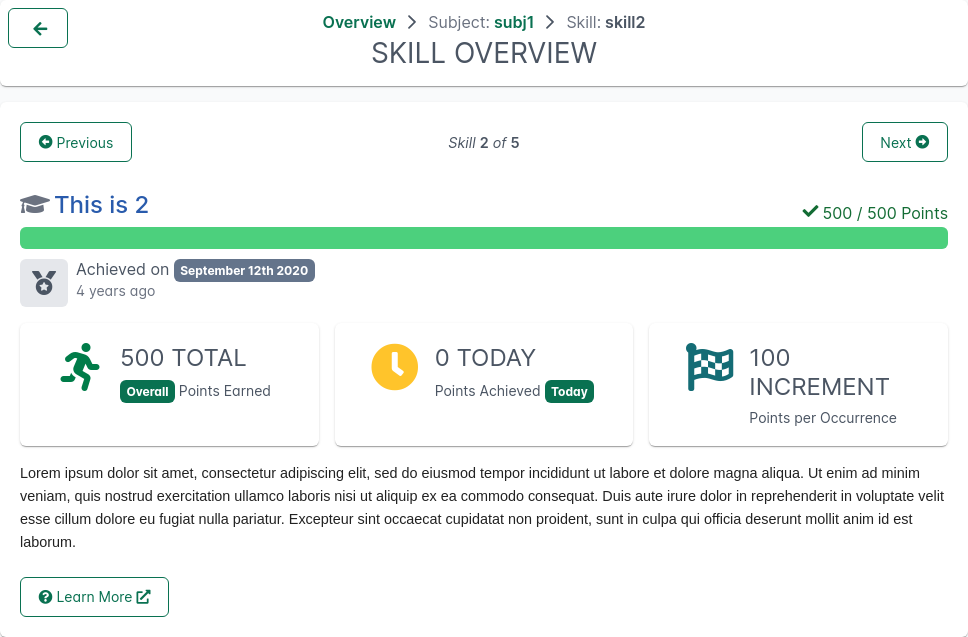 Overview Subject: subj1 Skill: skill2
SKILL OVERVIEW
Previous
Skill 2 of 5
Next
This is 2
500 / 500 Points
Achieved on September 12th 2020
4 years ago
500 TOTAL
Overall Points Earned
0 TODAY
Points Achieved Today
100
INCREMENT
Points per Occurrence
Lorem ipsum dolor sit amet, consectetur adipiscing elit, sed do eiusmod tempor incididunt ut labore et dolore magna aliqua. Ut enim ad minim
veniam, quis nostrud exercitation ullamco laboris nisi ut aliquip ex ea commodo consequat. Duis aute irure dolor in reprehenderit in voluptate velit
esse cillum dolore eu fugiat nulla pariatur. Excepteur sint occaecat cupidatat non proident, sunt in culpa qui officia deserunt mollit anim id est
laborum.
Learn More